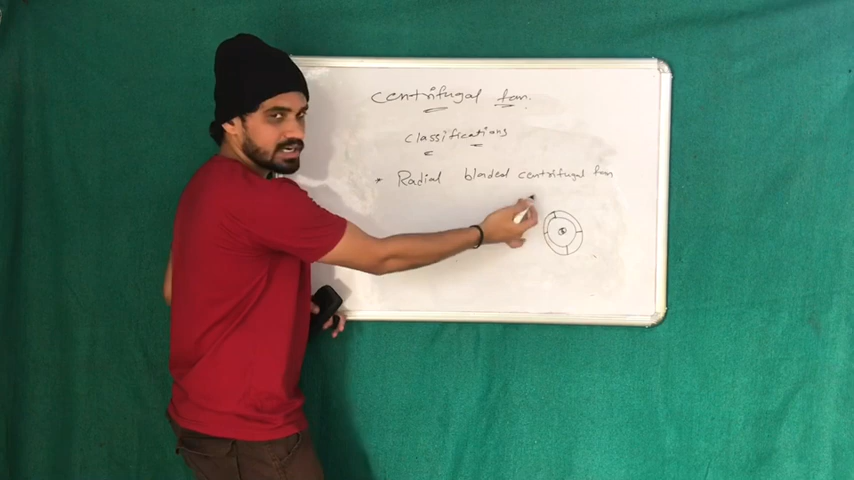 centrifugal fan.
classifications
* Radial bladed centrifugal fan